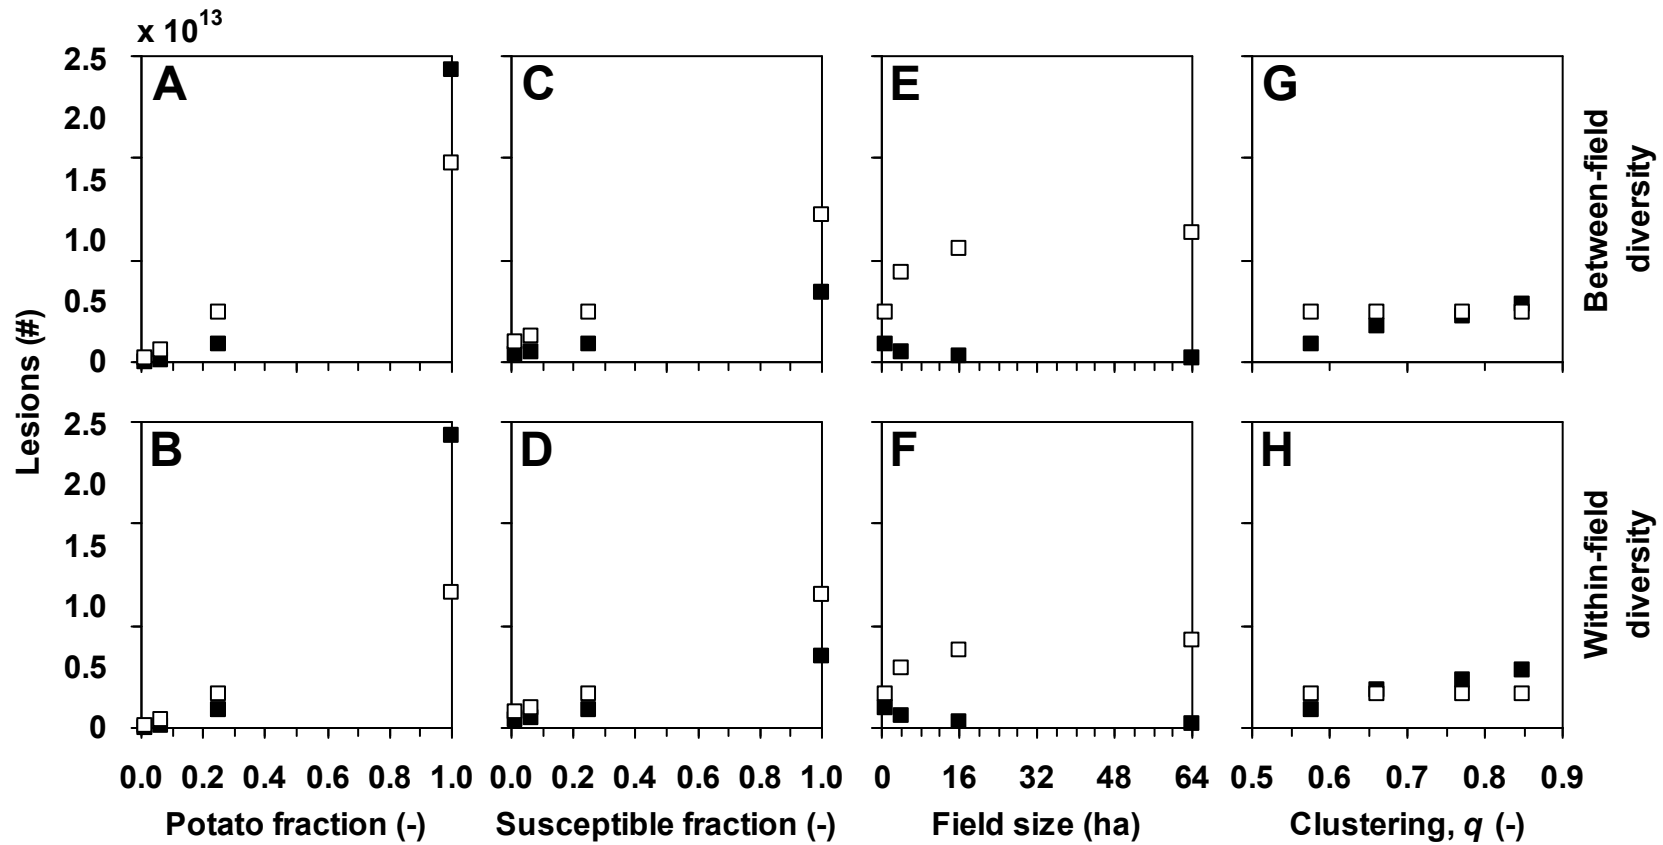 x 10^13
2.5
2.0
1.5
1.0
0.5
0
A
C
E
G
Between-field
diversity
Lesions (#)
2.5
2.0
1.5
1.0
0.5
0
B
D
F
H
Within-field
diversity
0.0 0.2 0.4 0.6 0.8 1.0
0.0 0.2 0.4 0.6 0.8 1.0
0 16 32 48 64
0.5 0.6 0.7 0.8 0.9
Potato fraction (-)
Susceptible fraction (-)
Field size (ha)
Clustering, q (-)